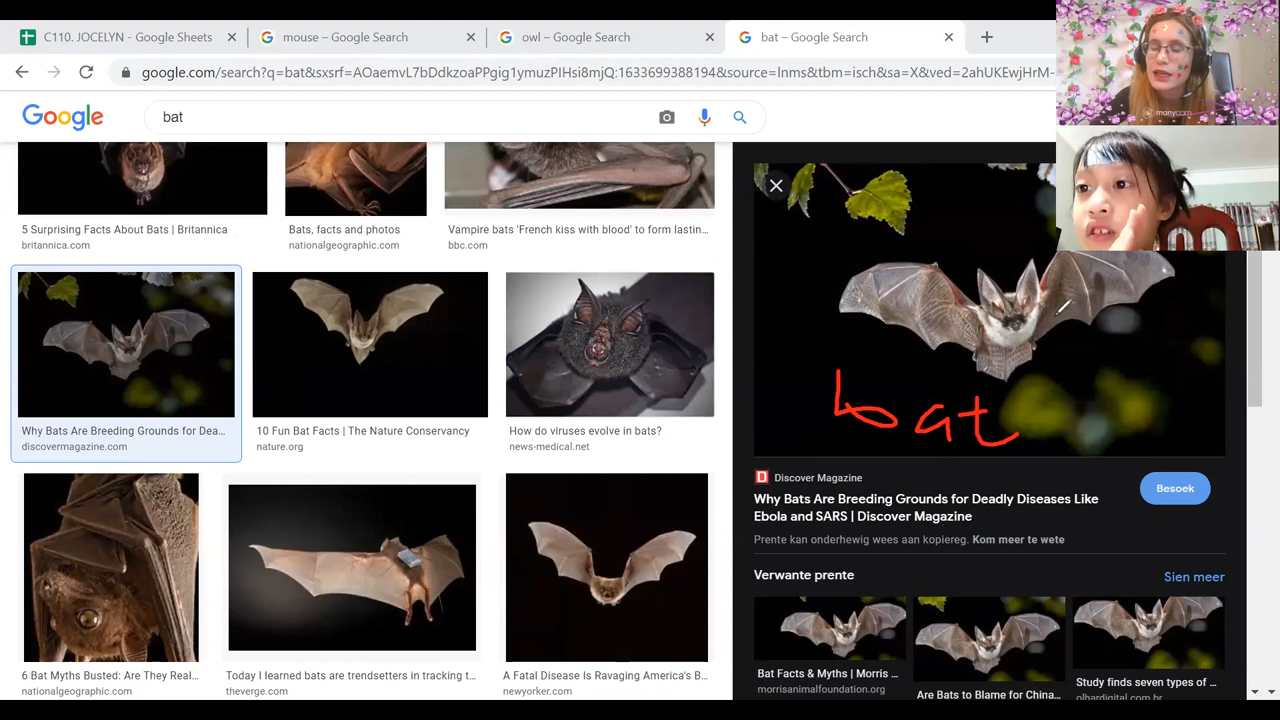 C110. JOCELYN - Google Sheets
mouse – Google Search
owl – Google Search
bat – Google Search
google.com/search?q=bat&sxsrf=AOaemvL7bDdkzoaPPgig1ymuzPIHsi8mjQ:1633699388194&source=lnms&tbm=isch&sa=X&ved=2ahUKEwjHrM-
manycam
Google
bat
5 Surprising Facts About Bats | Britannica
britannica.com
Bats, facts and photos
nationalgeographic.com
Vampire bats 'French kiss with blood' to form lastin...
bbc.com
Why Bats Are Breeding Grounds for Dea...
discovermagazine.com
10 Fun Bat Facts | The Nature Conservancy
nature.org
How do viruses evolve in bats?
news-medical.net
6 Bat Myths Busted: Are They Real...
nationalgeographic.com
Today I learned bats are trendsetters in tracking t...
theverge.com
A Fatal Disease Is Ravaging America's B...
newyorker.com
bat
D Discover Magazine
Why Bats Are Breeding Grounds for Deadly Diseases Like
Ebola and SARS | Discover Magazine
Besoek
Prente kan onderhewig wees aan kopiereg. Kom meer te wete
Verwante prente
Sien meer
Bat Facts & Myths | Morris ...
morrisanimalfoundation.org
Are Bats to Blame for China...
Study finds seven types of ...
olhardigital.com.br